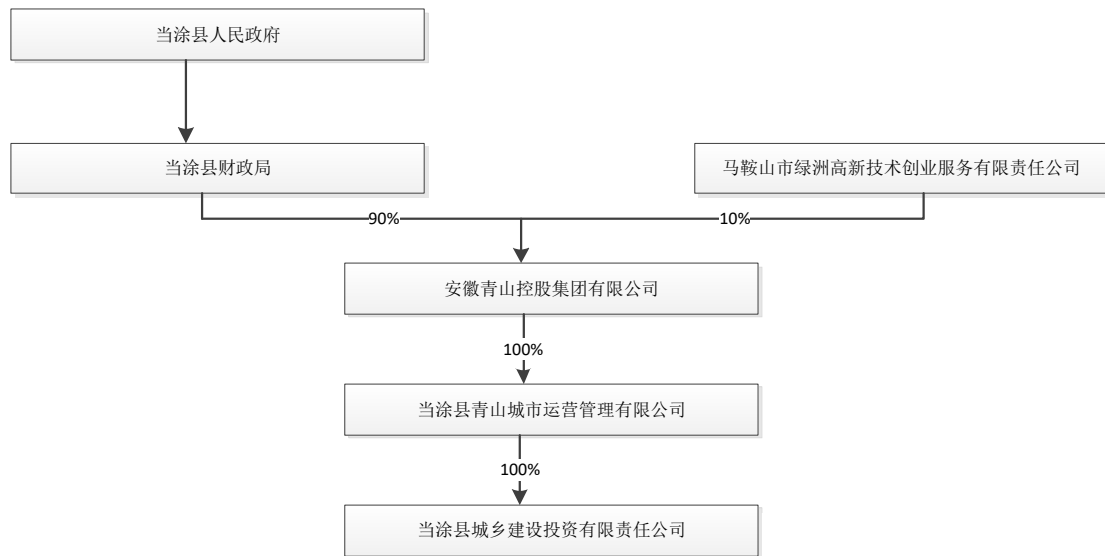 当涂县人民政府
当涂县财政局
马鞍山市绿洲高新技术创业服务有限责任公司
90%
10%
安徽青山控股集团有限公司
100%
当涂县青山城市运营管理有限公司
100%
当涂县城乡建设投资有限责任公司